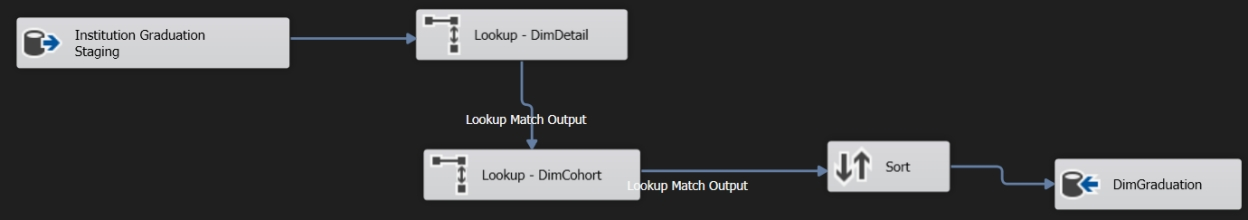 Institution Graduation
Staging
Lookup - DimDetail
Lookup Match Output
Lookup - DimCohort
Lookup Match Output
Sort
DimGraduation